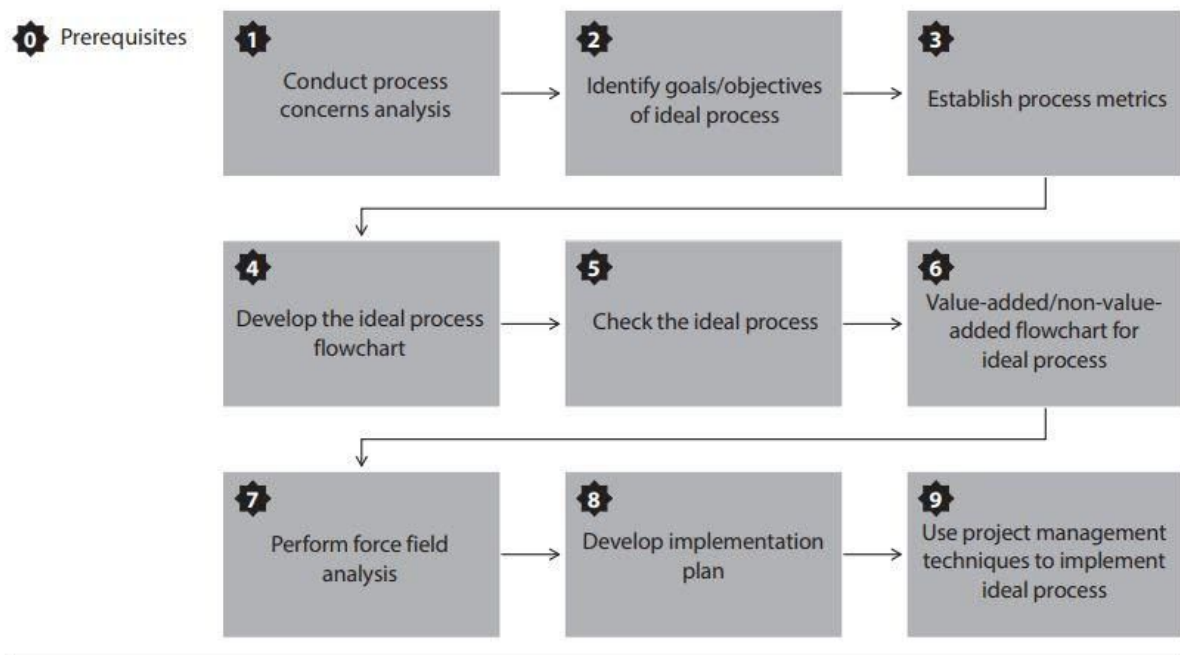 0 Prerequisites
1
Conduct process
concerns analysis
2
Identify goals/objectives
of ideal process
3
Establish process metrics
4
Develop the ideal process
flowchart
5
Check the ideal process
6
Value-added/non-value-
added flowchart for
ideal process
7
Perform force field
analysis
8
Develop implementation
plan
9
Use project management
techniques to implement
ideal process